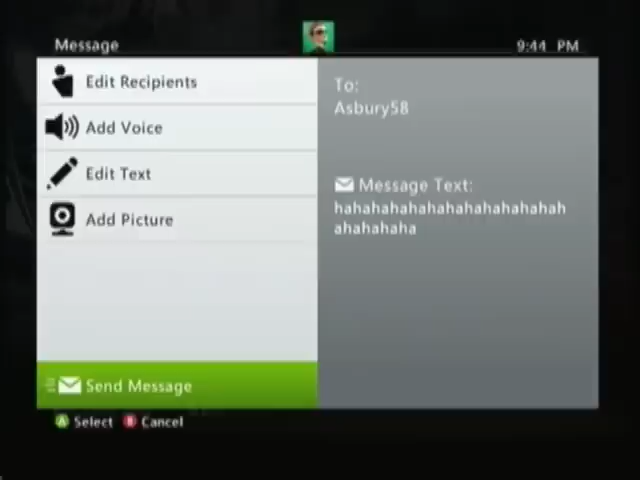 Message
9:44 PM
Edit Recipients
Add Voice
Edit Text
Add Picture
Send Message
To:
Asbury58
Message Text:
hahahahahahahahahahahahah
ahahahaha
A Select B Cancel